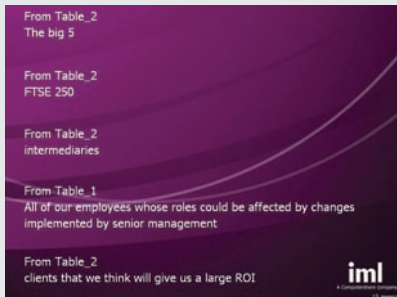 From Table_2
The big 5
From Table_2
FTSE 250
From Table_2
intermediaries
From Table_1
All of our employees whose roles could be affected by changes
implemented by senior management
From Table_2
clients that we think will give us a large ROI
iml
A Computershare company